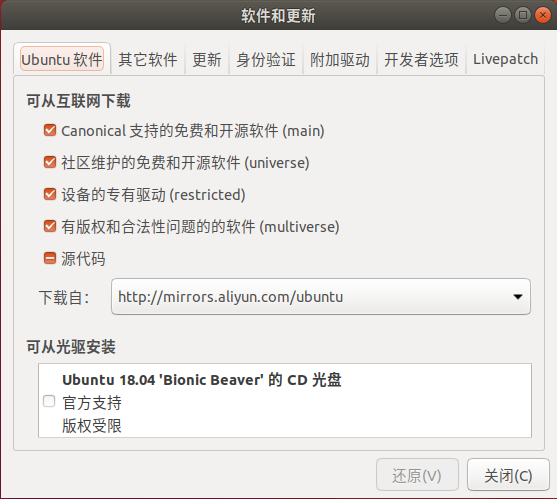 软件和更新
Ubuntu 软件 其它软件 更新 身份验证 附加驱动 开发者选项 Livepatch
可从互联网下载
Canonical 支持的免费和开源软件 (main)
社区维护的免费和开源软件 (universe)
设备的专有驱动 (restricted)
有版权和合法性问题的的软件 (multiverse)
源代码
下载自： http://mirrors.aliyun.com/ubuntu
可从光驱安装
Ubuntu 18.04 'Bionic Beaver' 的 CD 光盘
官方支持
版权受限
还原(V) 关闭(C)